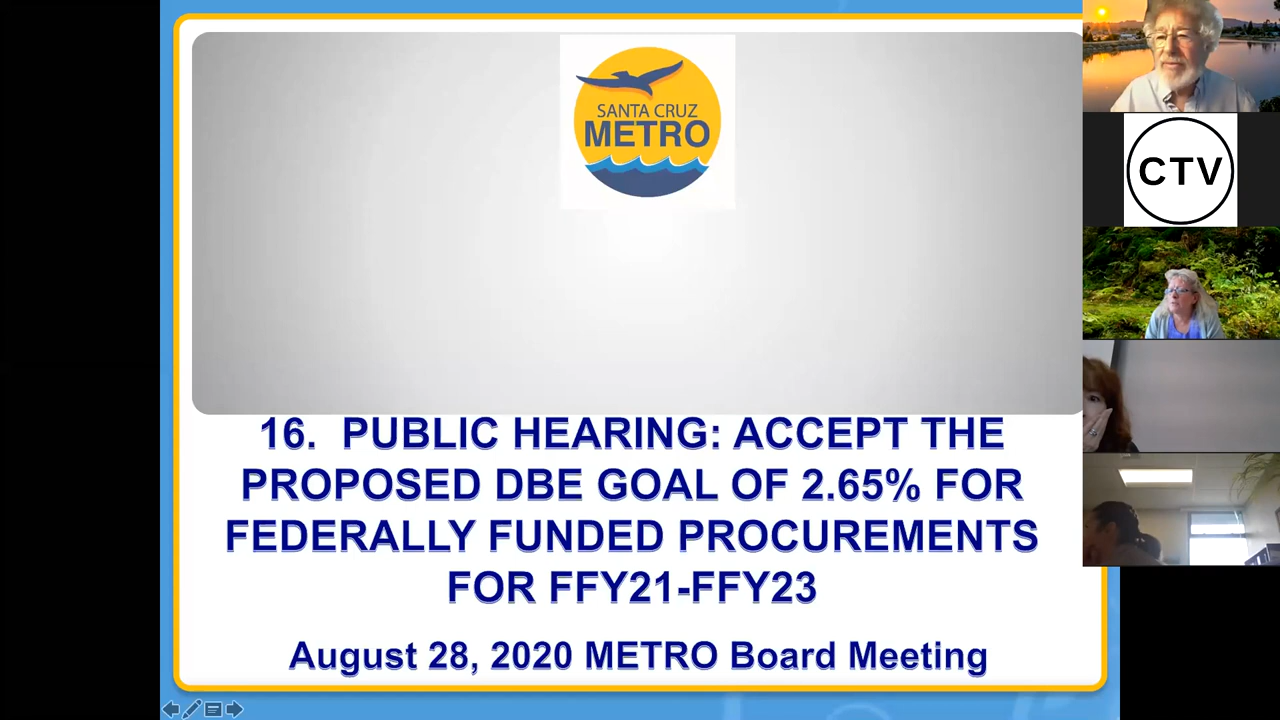 SANTA CRUZ
METRO
CTV
16. PUBLIC HEARING: ACCEPT THE
PROPOSED DBE GOAL OF 2.65% FOR
FEDERALLY FUNDED PROCUREMENTS
FOR FFY21-FFY23
August 28, 2020 METRO Board Meeting